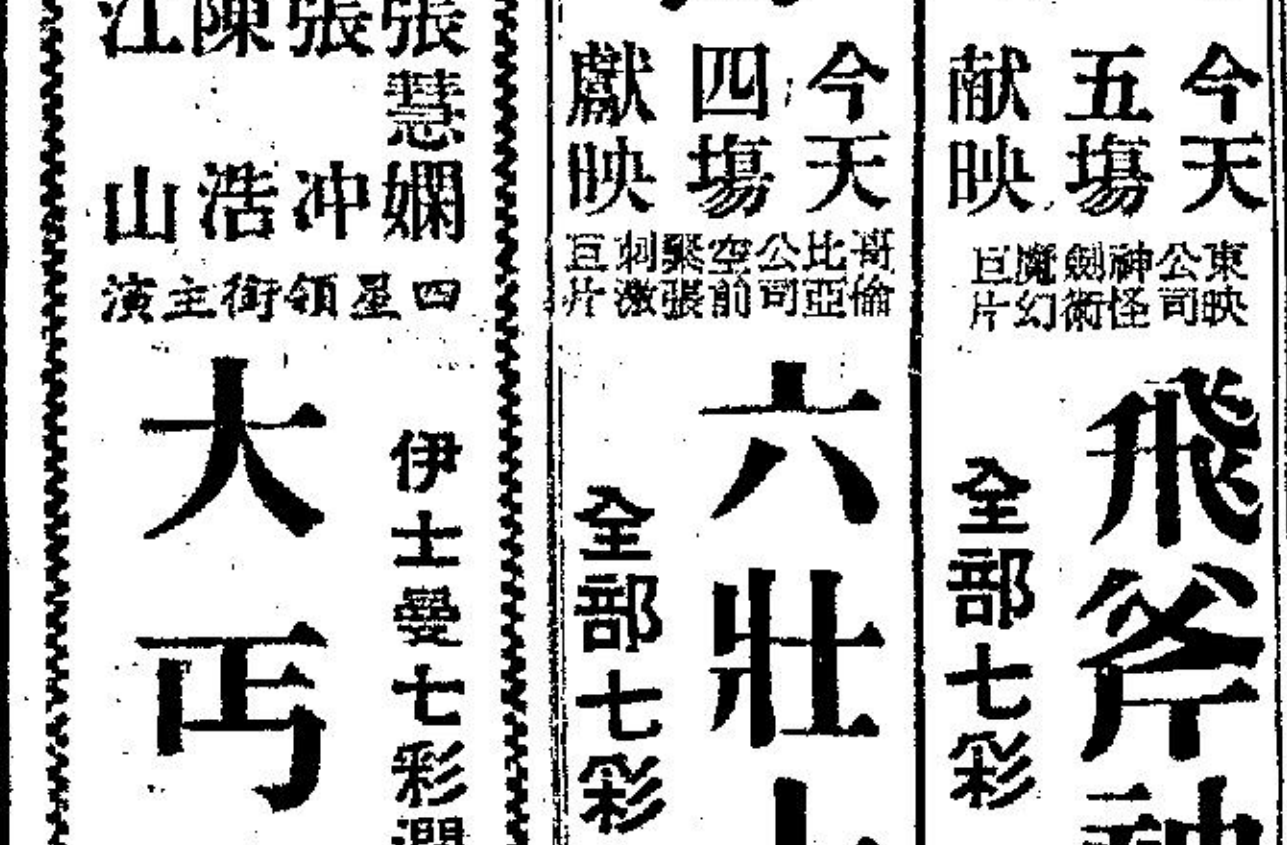 今天
五場
献映
東映公司神怪劍術魔幻巨片
飛斧神
全部七彩
今天
四場
獻映
哥倫比亞公司空前緊張刺激巨片
六壯士
全部七彩
張慧嫻
張冲
陳浩
江山
四星領銜主演
伊士曼七彩濶
大丐